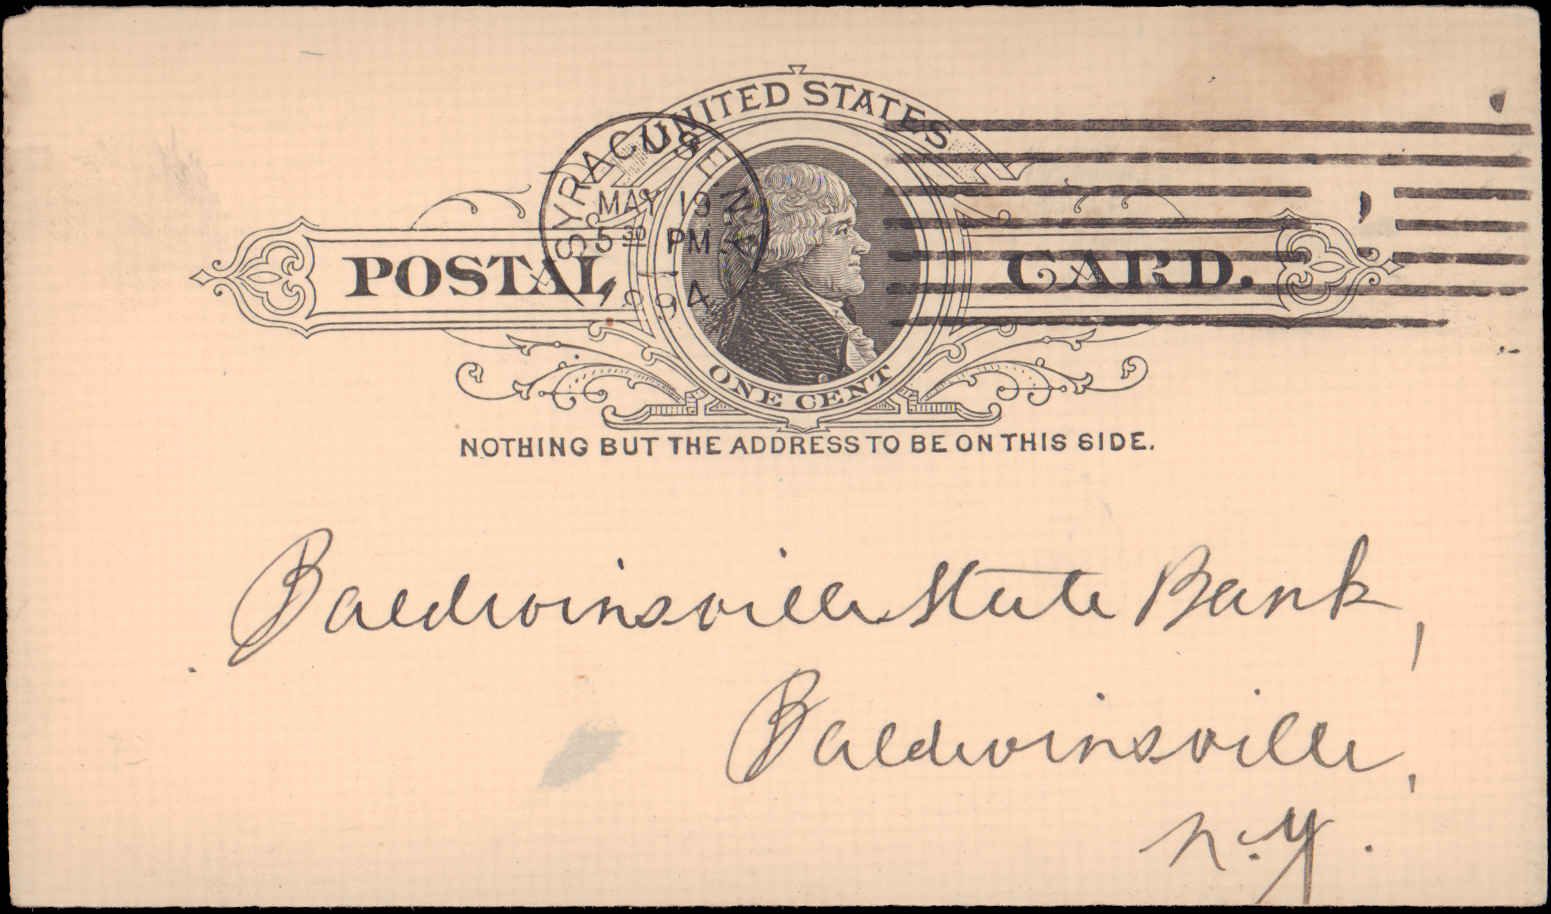 UNITED STATES
SYRACUSE, N.Y.
MAY 19
5 30 PM
1894
POSTAL CARD.
ONE CENT
NOTHING BUT THE ADDRESS TO BE ON THIS SIDE.
Baldwinsville State Bank,
Baldwinsville,
N.Y.